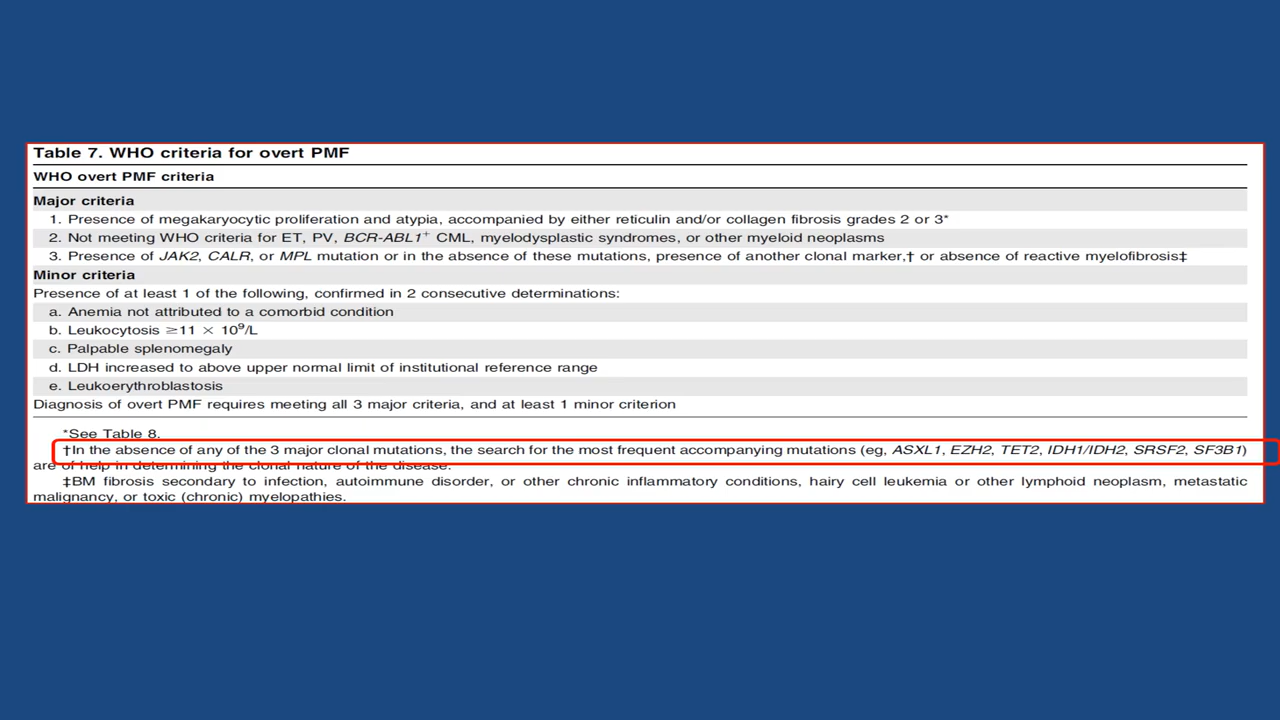 Table 7. WHO criteria for overt PMF
WHO overt PMF criteria
Major criteria
1. Presence of megakaryocytic proliferation and atypia, accompanied by either reticulin and/or collagen fibrosis grades 2 or 3*
2. Not meeting WHO criteria for ET, PV, BCR-ABL1⁺ CML, myelodysplastic syndromes, or other myeloid neoplasms
3. Presence of JAK2, CALR, or MPL mutation or in the absence of these mutations, presence of another clonal marker,† or absence of reactive myelofibrosis‡
Minor criteria
Presence of at least 1 of the following, confirmed in 2 consecutive determinations:
a. Anemia not attributed to a comorbid condition
b. Leukocytosis ≥11 × 10⁹/L
c. Palpable splenomegaly
d. LDH increased to above upper normal limit of institutional reference range
e. Leukoerythroblastosis
Diagnosis of overt PMF requires meeting all 3 major criteria, and at least 1 minor criterion
*See Table 8.
†In the absence of any of the 3 major clonal mutations, the search for the most frequent accompanying mutations (eg, ASXL1, EZH2, TET2, IDH1/IDH2, SRSF2, SF3B1)
are of help in determining the clonal nature of the disease.
‡BM fibrosis secondary to infection, autoimmune disorder, or other chronic inflammatory conditions, hairy cell leukemia or other lymphoid neoplasm, metastatic
malignancy, or toxic (chronic) myelopathies.